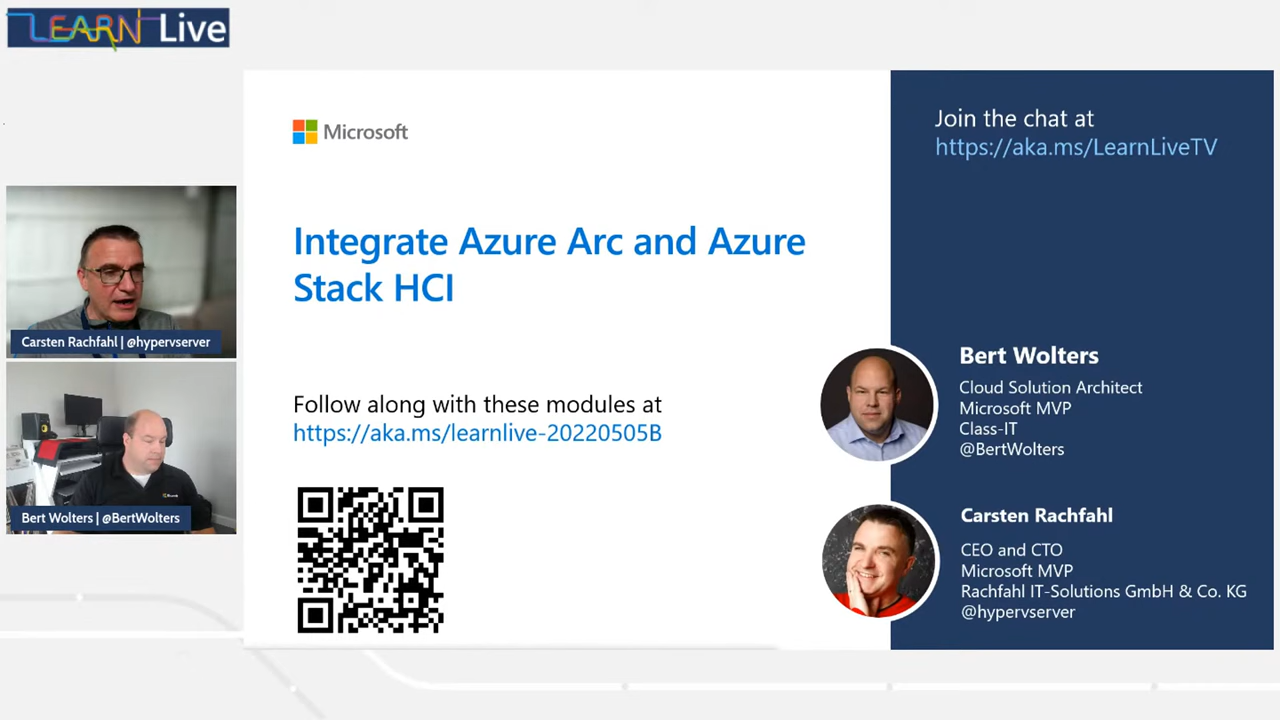 LEARN Live
Carsten Rachfahl | @hypervserver
Bert Wolters | @BertWolters
Microsoft
Integrate Azure Arc and Azure
Stack HCI
Follow along with these modules at
https://aka.ms/learnlive-20220505B
Join the chat at
https://aka.ms/LearnLiveTV
Bert Wolters
Cloud Solution Architect
Microsoft MVP
Class-IT
@BertWolters
Carsten Rachfahl
CEO and CTO
Microsoft MVP
Rachfahl IT-Solutions GmbH & Co. KG
@hypervserver